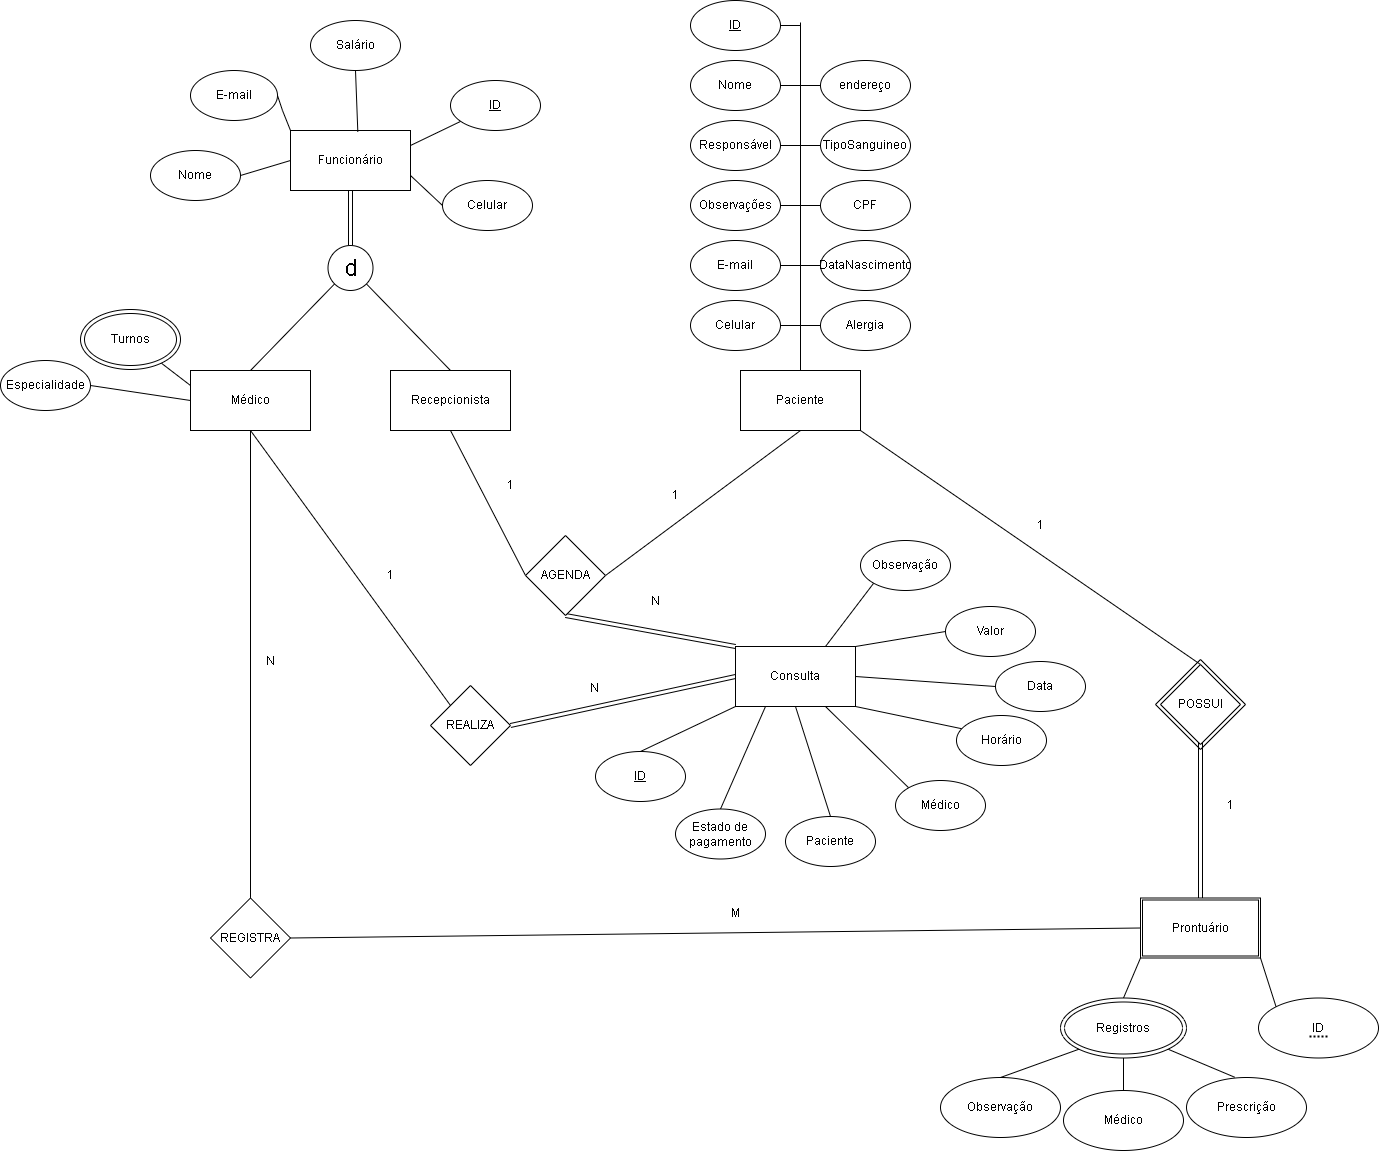 ID
Salário
Nome
endereço
E-mail
ID
Responsável
TipoSanguineo
Funcionário
Nome
Celular
Observações
CPF
d
E-mail
DataNascimento
Turnos
Celular
Alergia
Especialidade
Médico
Recepcionista
Paciente
1
1
1
1
AGENDA
Observação
N
Valor
N
Consulta
N
Data
POSSUI
REALIZA
Horário
ID
Médico
1
Estado de
pagamento
Paciente
M
REGISTRA
Prontuário
Registros
ID
Observação
Médico
Prescrição